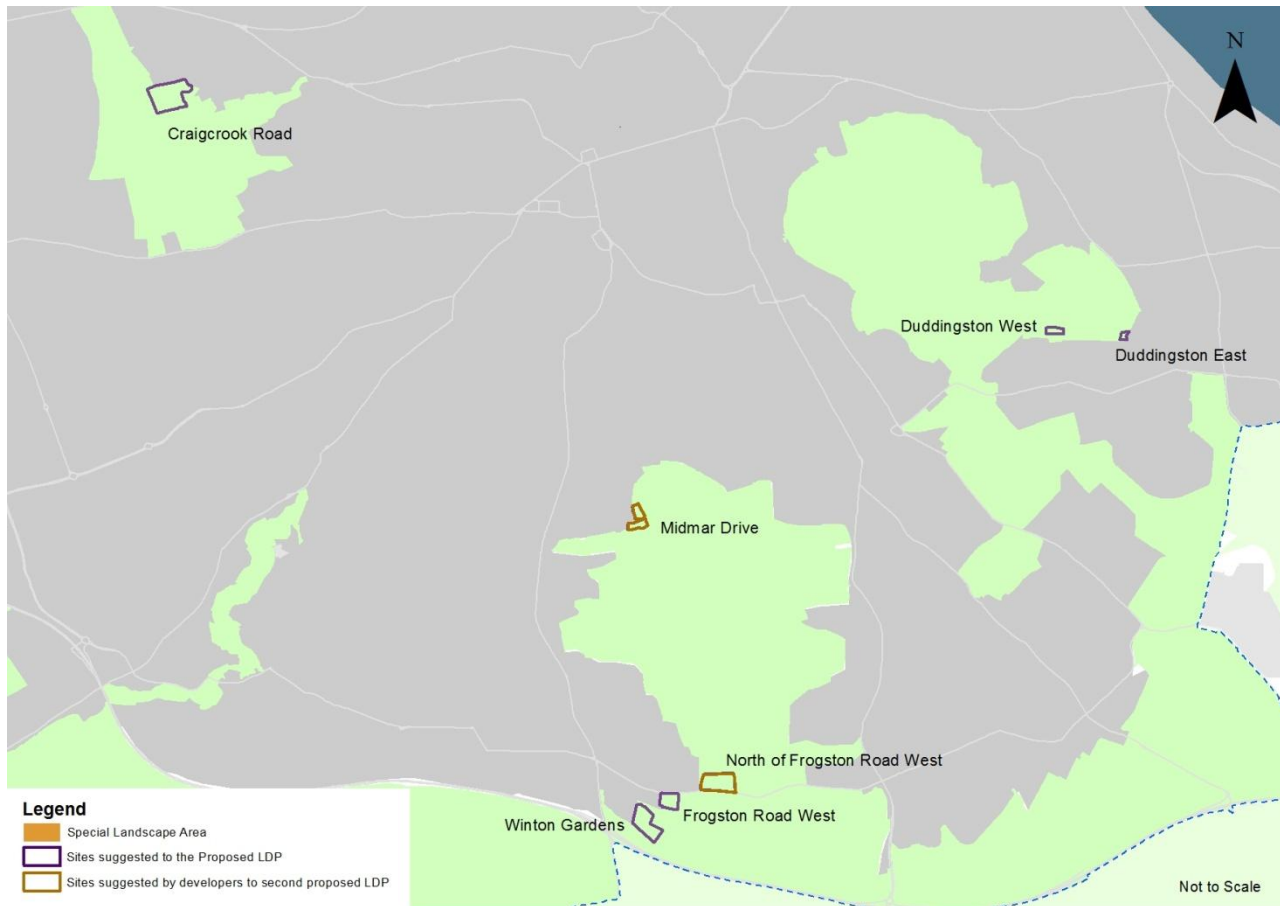 N
Craigcrook Road
Duddingston West
Duddingston East
Midmar Drive
North of Frogston Road West
Frogston Road West
Winton Gardens
Legend
Special Landscape Area
Sites suggested to the Proposed LDP
Sites suggested by developers to second proposed LDP
Not to Scale